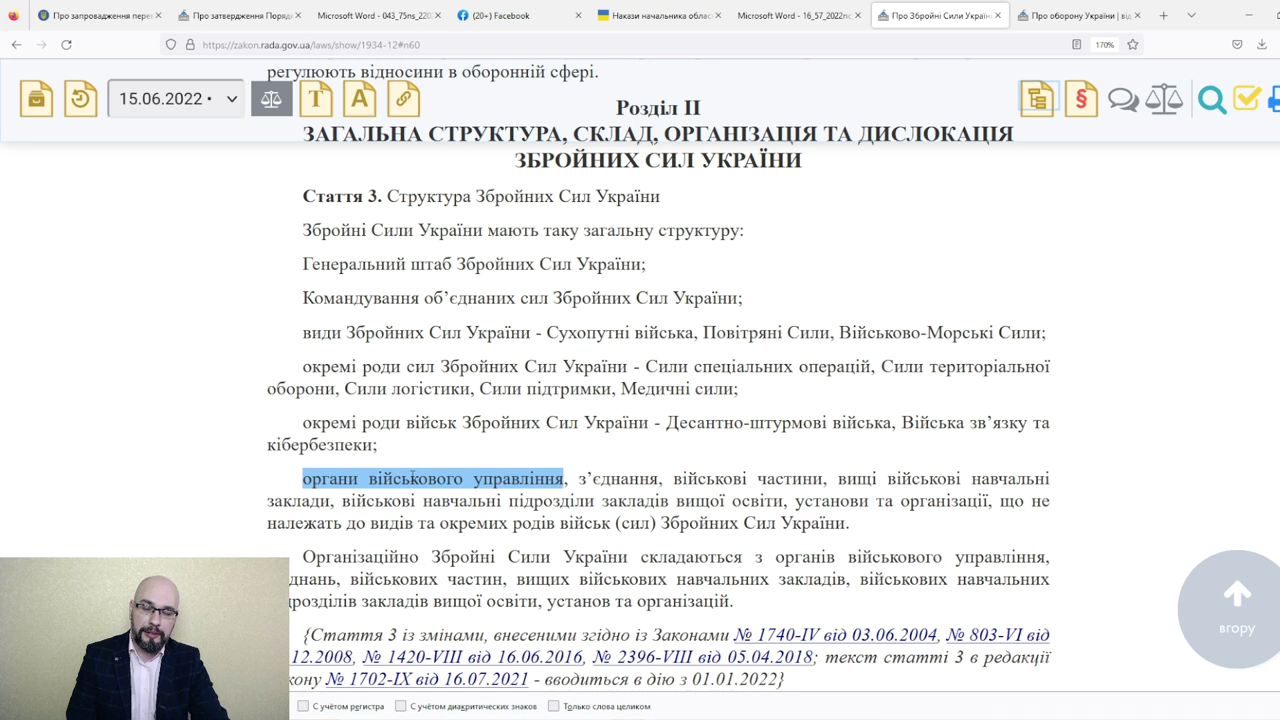 Про запровадження перев
Про затвердження Порядк
Microsoft Word - 043_75ns_220
(20+) Facebook
Накази начальника облас
Microsoft Word - 16_57_2022nc
Про Збройні Сили України
Про оборону України | від
https://zakon.rada.gov.ua/laws/show/1934-12#n60
170%
регулюють відносини в оборонній сфері.
15.06.2022 •
T
A
§
Розділ II
ЗАГАЛЬНА СТРУКТУРА, СКЛАД, ОРГАНІЗАЦІЯ ТА ДИСЛОКАЦІЯ
ЗБРОЙНИХ СИЛ УКРАЇНИ
Стаття 3. Структура Збройних Сил України
Збройні Сили України мають таку загальну структуру:
Генеральний штаб Збройних Сил України;
Командування об’єднаних сил Збройних Сил України;
види Збройних Сил України - Сухопутні війська, Повітряні Сили, Військово-Морські Сили;
окремі роди сил Збройних Сил України - Сили спеціальних операцій, Сили територіальної
оборони, Сили логістики, Сили підтримки, Медичні сили;
окремі роди військ Збройних Сил України - Десантно-штурмові війська, Війська зв’язку та
кібербезпеки;
органи військового управління, з’єднання, військові частини, вищі військові навчальні
заклади, військові навчальні підрозділи закладів вищої освіти, установи та організації, що не
належать до видів та окремих родів військ (сил) Збройних Сил України.
Організаційно Збройні Сили України складаються з органів військового управління,
днань, військових частин, вищих військових навчальних закладів, військових навчальних
дрозділів закладів вищої освіти, установ та організацій.
{Стаття 3 із змінами, внесеними згідно із Законами № 1740-IV від 03.06.2004, № 803-VI від
.12.2008, № 1420-VIII від 16.06.2016, № 2396-VIII від 05.04.2018; текст статті 3 в редакції
кону № 1702-IX від 16.07.2021 - вводиться в дію з 01.01.2022}
вгору
С учётом регистра
С учётом диакритических знаков
Только слова целиком